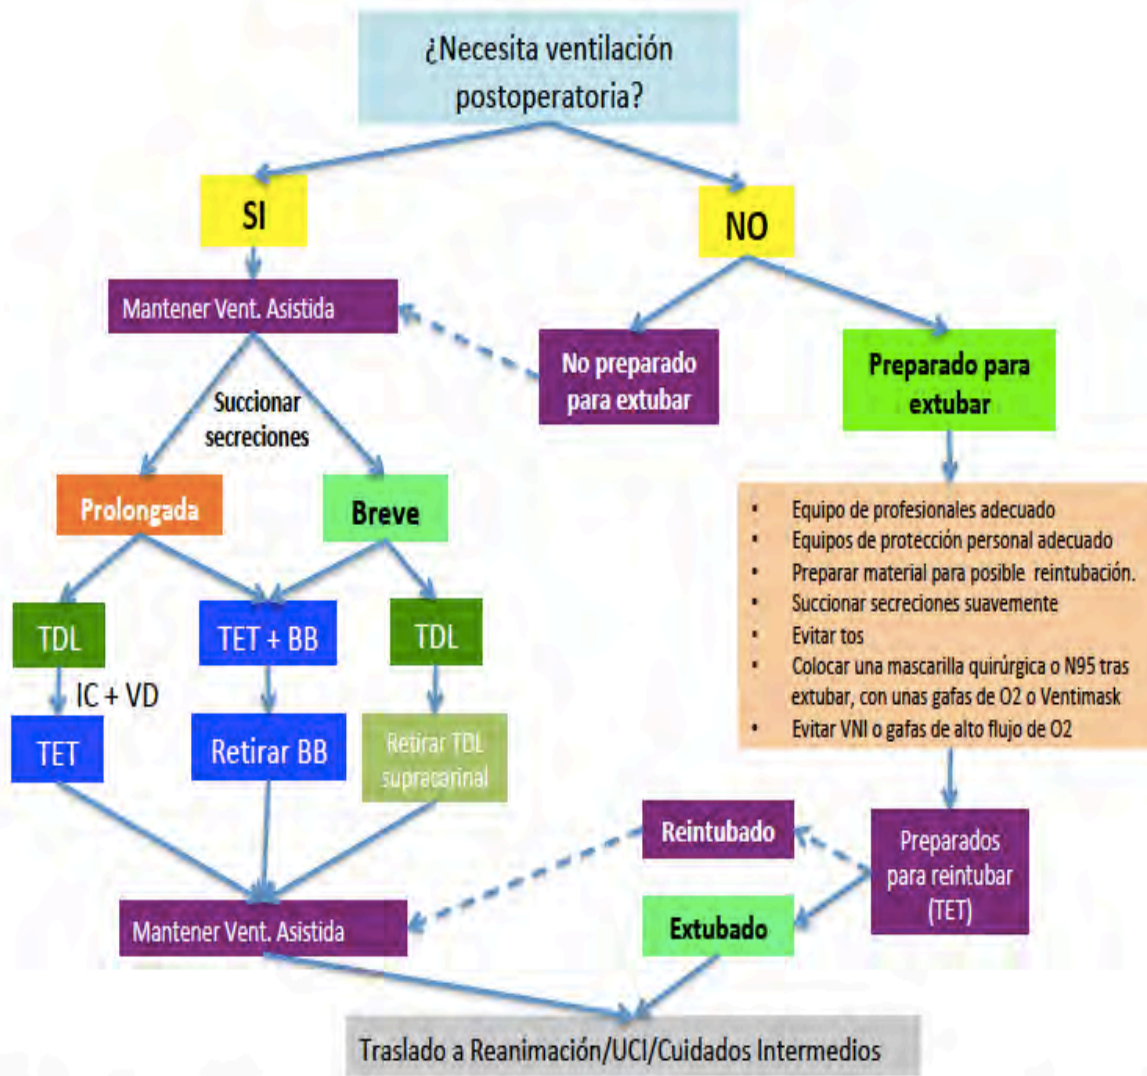 ¿Necesita ventilación
postoperatoria?
SI
NO
Mantener Vent. Asistida
No preparado
para extubar
Preparado para
extubar
Succionar
secreciones
Prolongada
Breve
• Equipo de profesionales adecuado
• Equipos de protección personal adecuado
• Preparar material para posible reintubación.
• Succionar secreciones suavemente
• Evitar tos
• Colocar una mascarilla quirúrgica o N95 tras
extubar, con unas gafas de O2 o Ventimask
• Evitar VNI o gafas de alto flujo de O2
TDL
TET + BB
TDL
IC + VD
TET
Retirar BB
Retirar TDL
supracarinal
Reintubado
Preparados
para reintubar
(TET)
Mantener Vent. Asistida
Extubado
Traslado a Reanimación/UCI/Cuidados Intermedios